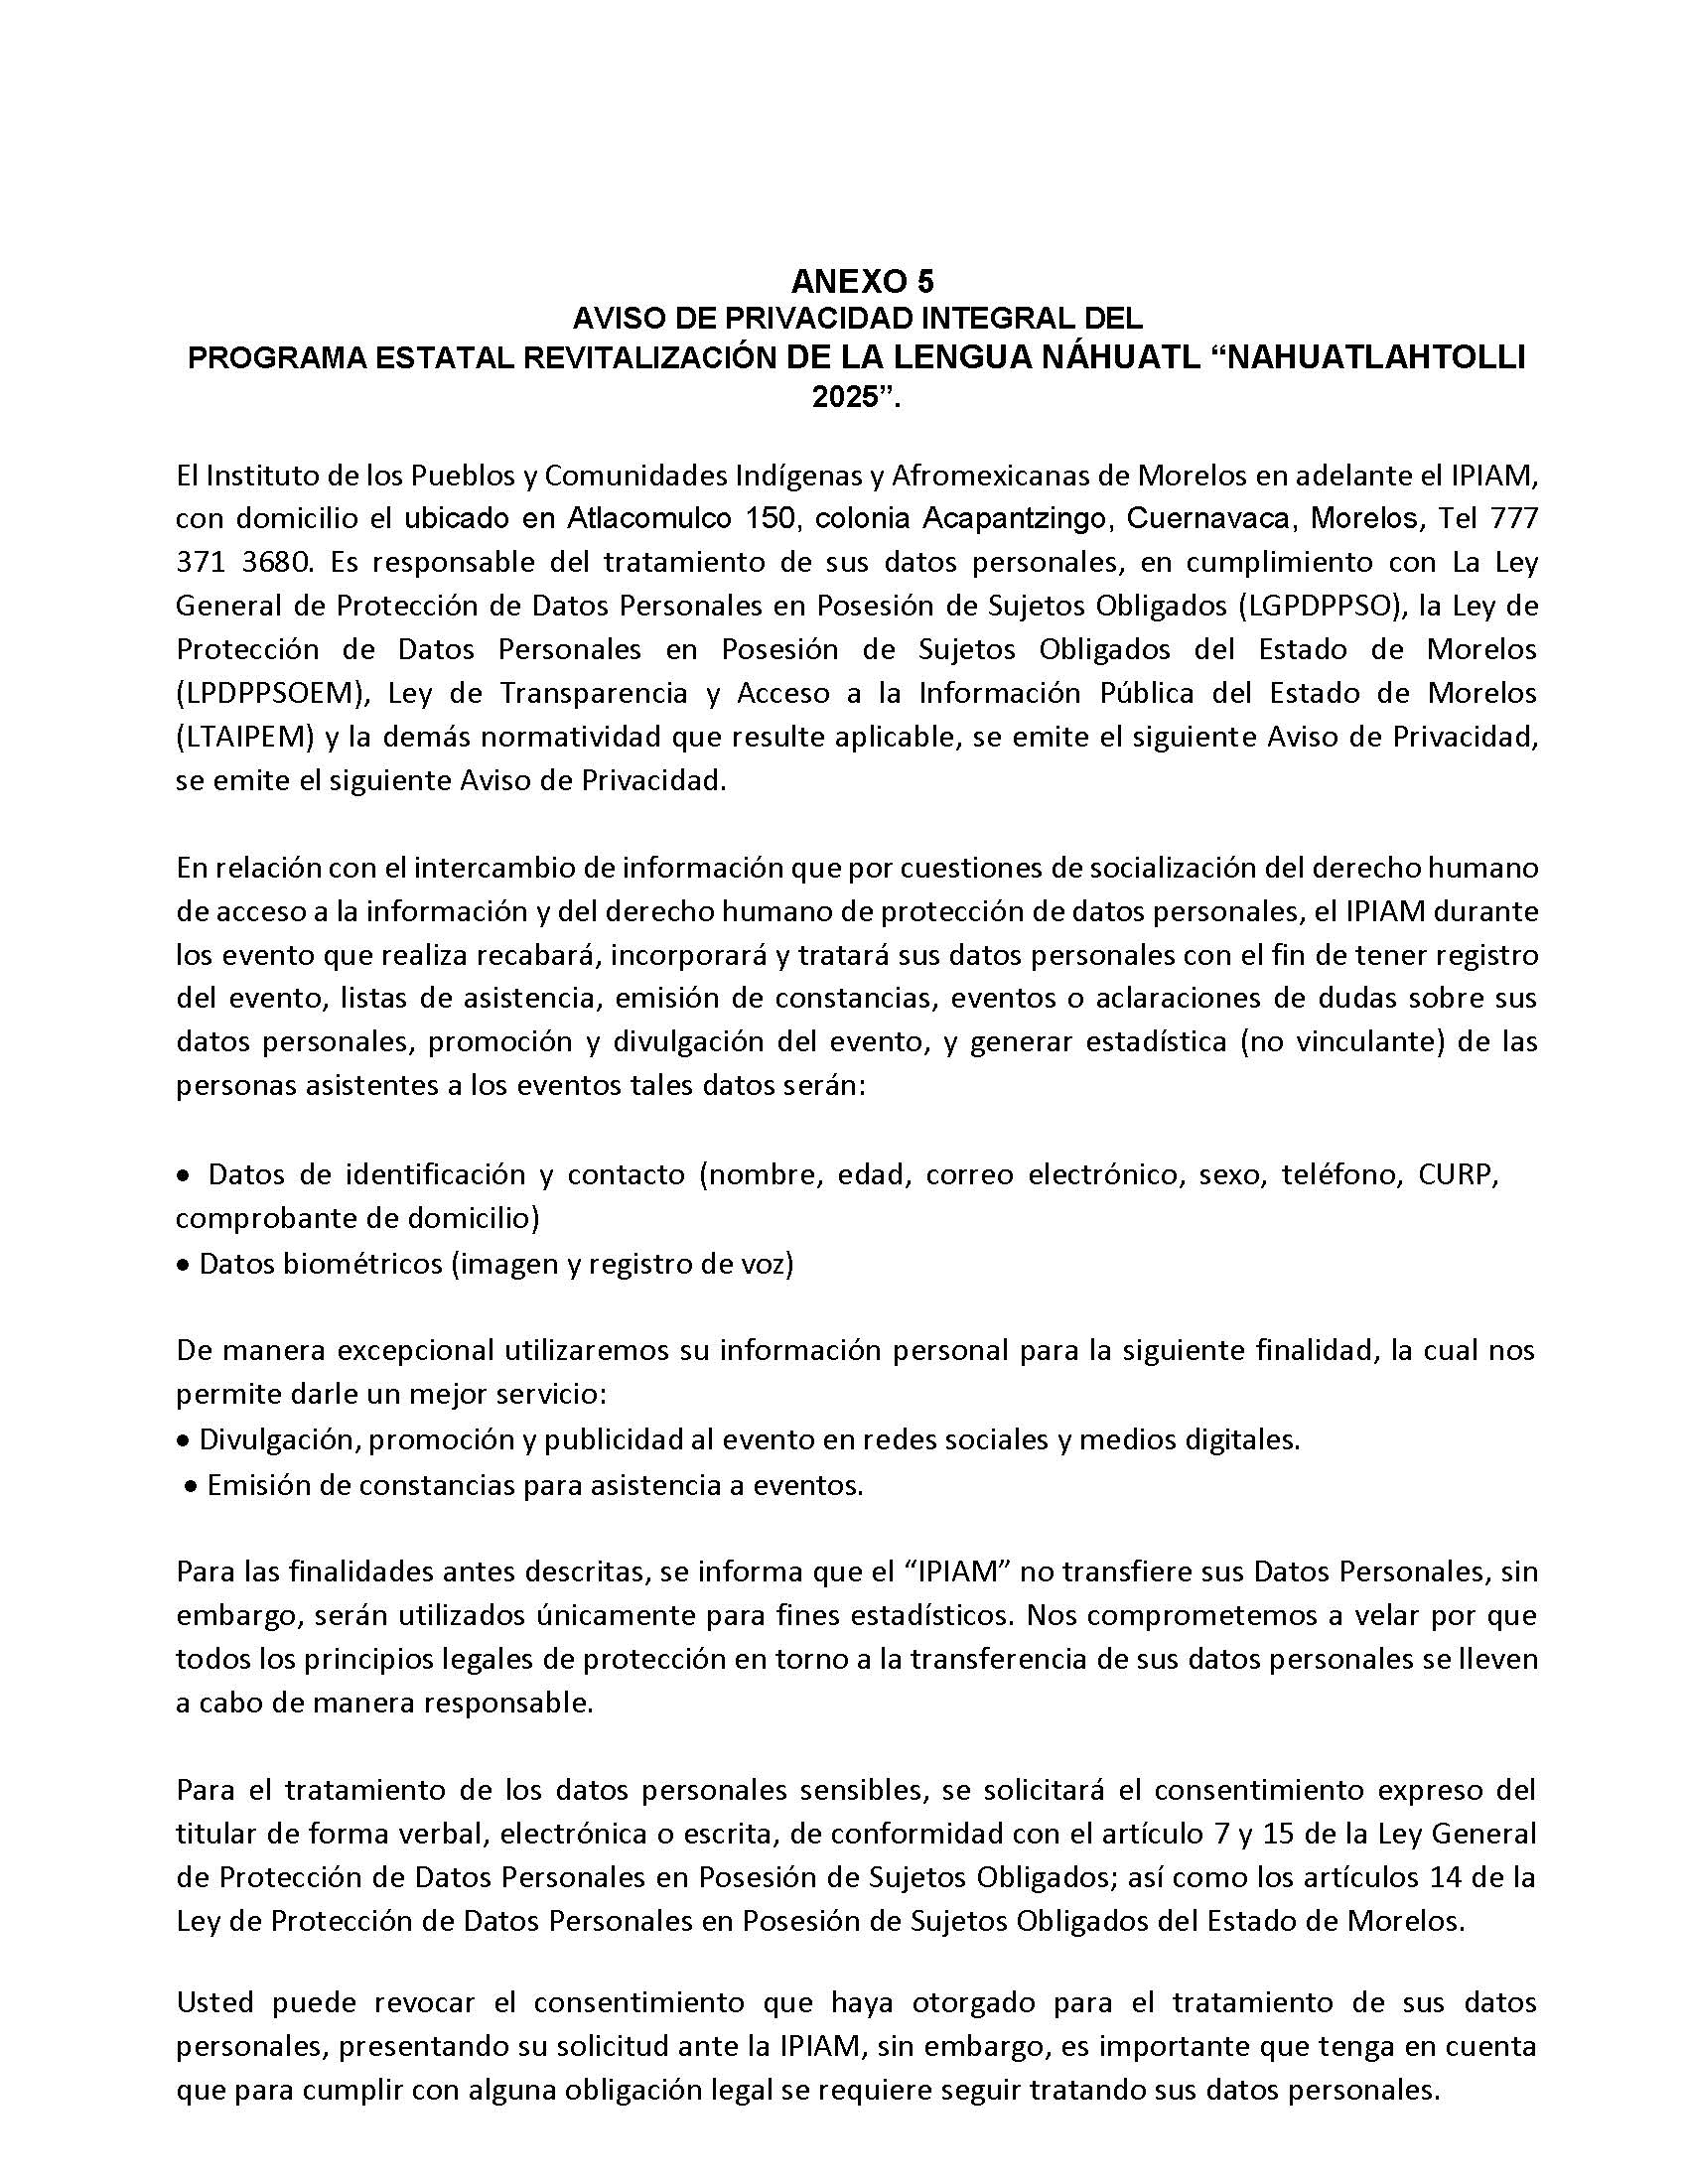 ANEXO 5
AVISO DE PRIVACIDAD INTEGRAL DEL
PROGRAMA ESTATAL REVITALIZACIÓN DE LA LENGUA NÁHUATL “NAHUATLAHTOLLI
2025”.
El Instituto de los Pueblos y Comunidades Indígenas y Afromexicanas de Morelos en adelante el IPIAM,
con domicilio el ubicado en Atlacomulco 150, colonia Acapantzingo, Cuernavaca, Morelos, Tel 777
371 3680. Es responsable del tratamiento de sus datos personales, en cumplimiento con La Ley
General de Protección de Datos Personales en Posesión de Sujetos Obligados (LGPDPPSO), la Ley de
Protección de Datos Personales en Posesión de Sujetos Obligados del Estado de Morelos
(LPDPPSOEM), Ley de Transparencia y Acceso a la Información Pública del Estado de Morelos
(LTAIPEM) y la demás normatividad que resulte aplicable, se emite el siguiente Aviso de Privacidad,
se emite el siguiente Aviso de Privacidad.
En relación con el intercambio de información que por cuestiones de socialización del derecho humano
de acceso a la información y del derecho humano de protección de datos personales, el IPIAM durante
los evento que realiza recabará, incorporará y tratará sus datos personales con el fin de tener registro
del evento, listas de asistencia, emisión de constancias, eventos o aclaraciones de dudas sobre sus
datos personales, promoción y divulgación del evento, y generar estadística (no vinculante) de las
personas asistentes a los eventos tales datos serán:
• Datos de identificación y contacto (nombre, edad, correo electrónico, sexo, teléfono, CURP,
comprobante de domicilio)
• Datos biométricos (imagen y registro de voz)
De manera excepcional utilizaremos su información personal para la siguiente finalidad, la cual nos
permite darle un mejor servicio:
• Divulgación, promoción y publicidad al evento en redes sociales y medios digitales.
• Emisión de constancias para asistencia a eventos.
Para las finalidades antes descritas, se informa que el “IPIAM” no transfiere sus Datos Personales, sin
embargo, serán utilizados únicamente para fines estadísticos. Nos comprometemos a velar por que
todos los principios legales de protección en torno a la transferencia de sus datos personales se lleven
a cabo de manera responsable.
Para el tratamiento de los datos personales sensibles, se solicitará el consentimiento expreso del
titular de forma verbal, electrónica o escrita, de conformidad con el artículo 7 y 15 de la Ley General
de Protección de Datos Personales en Posesión de Sujetos Obligados; así como los artículos 14 de la
Ley de Protección de Datos Personales en Posesión de Sujetos Obligados del Estado de Morelos.
Usted puede revocar el consentimiento que haya otorgado para el tratamiento de sus datos
personales, presentando su solicitud ante la IPIAM, sin embargo, es importante que tenga en cuenta
que para cumplir con alguna obligación legal se requiere seguir tratando sus datos personales.